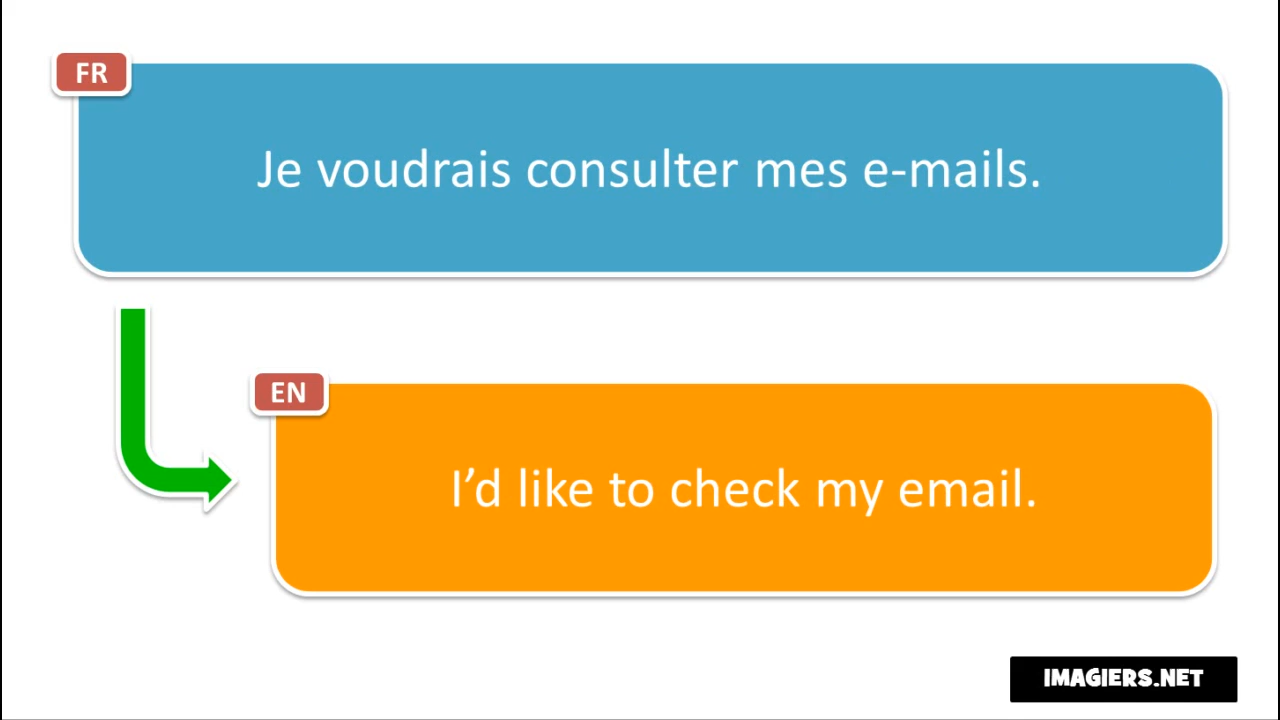 FR
Je voudrais consulter mes e-mails.
EN
I’d like to check my email.
IMAGIERS.NET